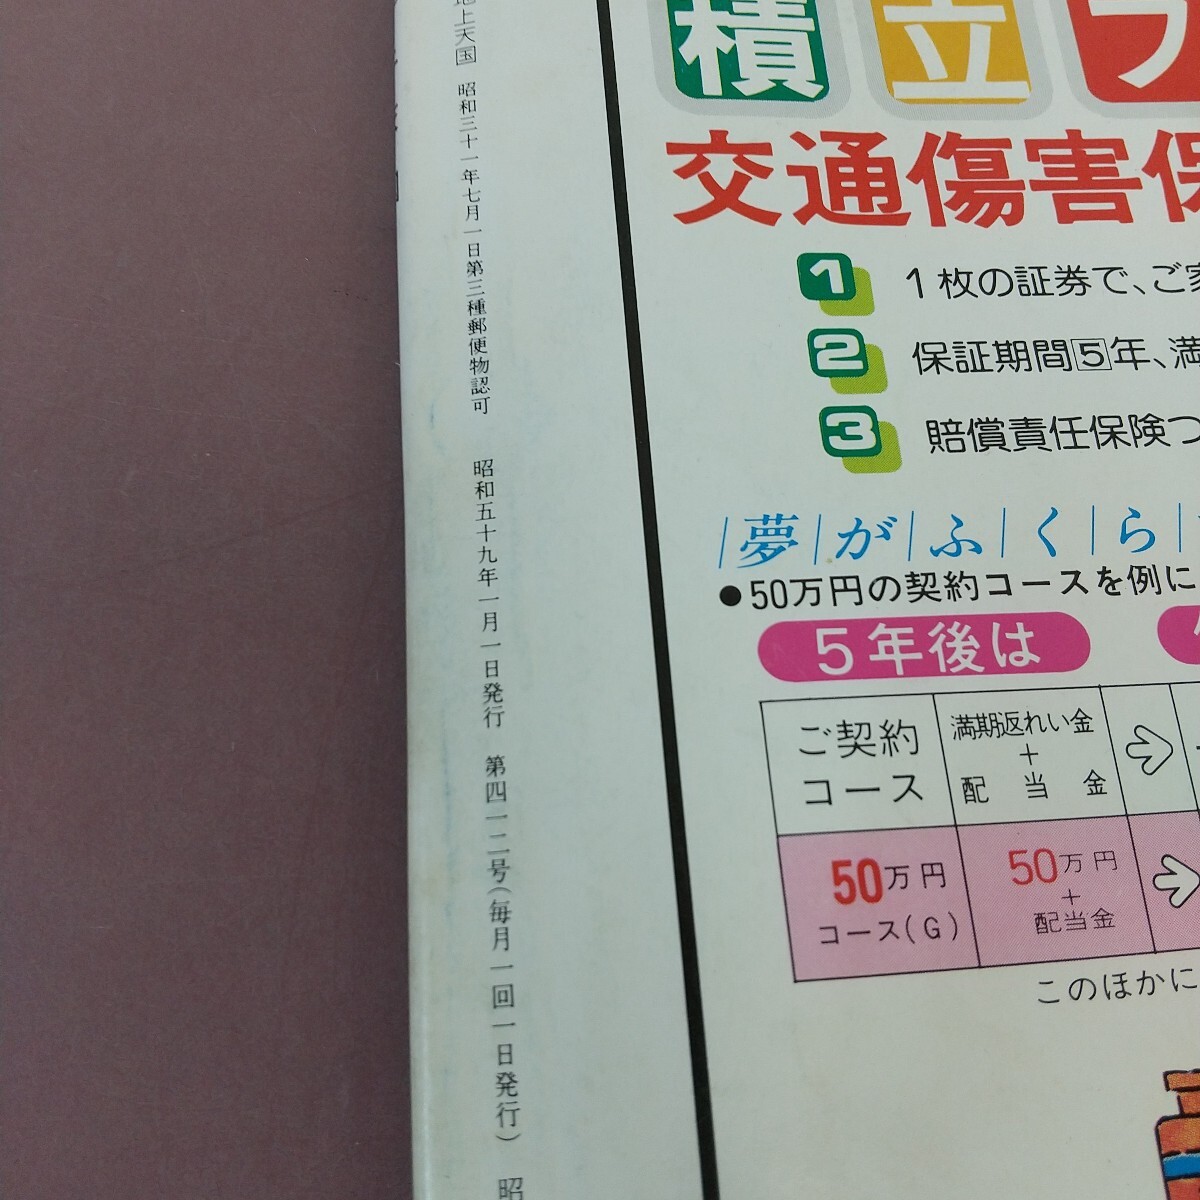 地上天国 昭和三十一年七月一日第三種郵便物認可 昭和五十九年一月一日発行 第四一二号(毎月一回一日発行) 昭
積立フ
交通傷害保
1 1枚の証券で、ご家
2 保証期間5年、満
3 賠償責任保険つ
夢がふくら
●50万円の契約コースを例に
5年後は
ご契約
コース
満期返れい金
+
配当金
50万円
コース(G)
50万円
+
配当金
このほかに